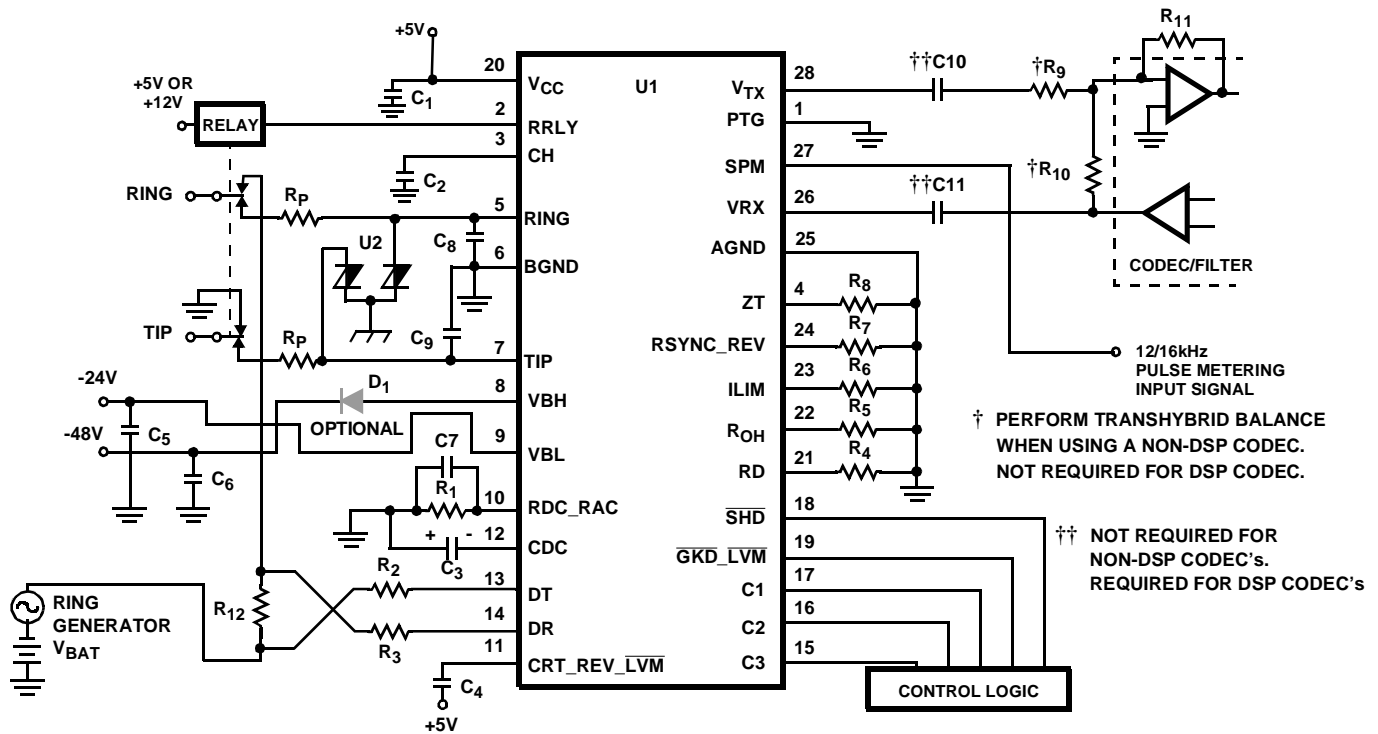 +5V
C1
+5V OR
+12V
RELAY
RING
RP
U2
C8
TIP
RP
C9
C2
-24V
-48V
C5
C6
D1
OPTIONAL
C7
R1
+ -
C3
R2
R3
R12
RING
GENERATOR
VBAT
C4
+5V
U1
20 VCC
2 RRLY
3 CH
5 RING
6 BGND
7 TIP
8 VBH
9 VBL
10 RDC_RAC
12 CDC
13 DT
14 DR
11 CRT_REV_LVM
VTX 28
PTG 1
SPM 27
VRX 26
AGND 25
ZT 4
RSYNC_REV 24
ILIM 23
ROH 22
RD 21
SHD 18
GKD_LVM 19
C1 17
C2 16
C3 15
R8
R7
R6
R5
R4
††C10
†R9
R11
†R10
††C11
CODEC/FILTER
12/16kHz
PULSE METERING
INPUT SIGNAL
† PERFORM TRANSHYBRID BALANCE
WHEN USING A NON-DSP CODEC.
NOT REQUIRED FOR DSP CODEC.
†† NOT REQUIRED FOR
NON-DSP CODEC's.
REQUIRED FOR DSP CODEC's
CONTROL LOGIC